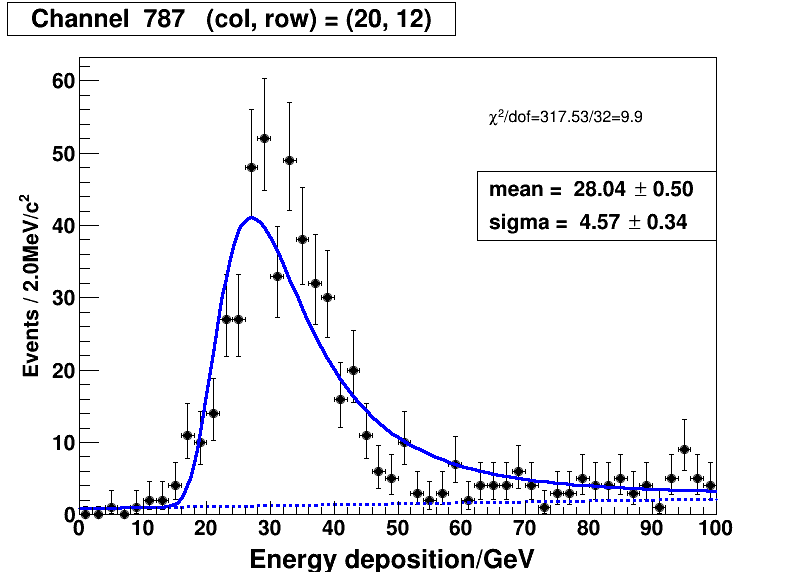 Channel 787 (col, row) = (20, 12)
χ²/dof=317.53/32=9.9
mean = 28.04 ± 0.50
sigma = 4.57 ± 0.34
Events / 2.0MeV/c²
60
50
40
30
20
10
0
0 10 20 30 40 50 60 70 80 90 100
Energy deposition/GeV